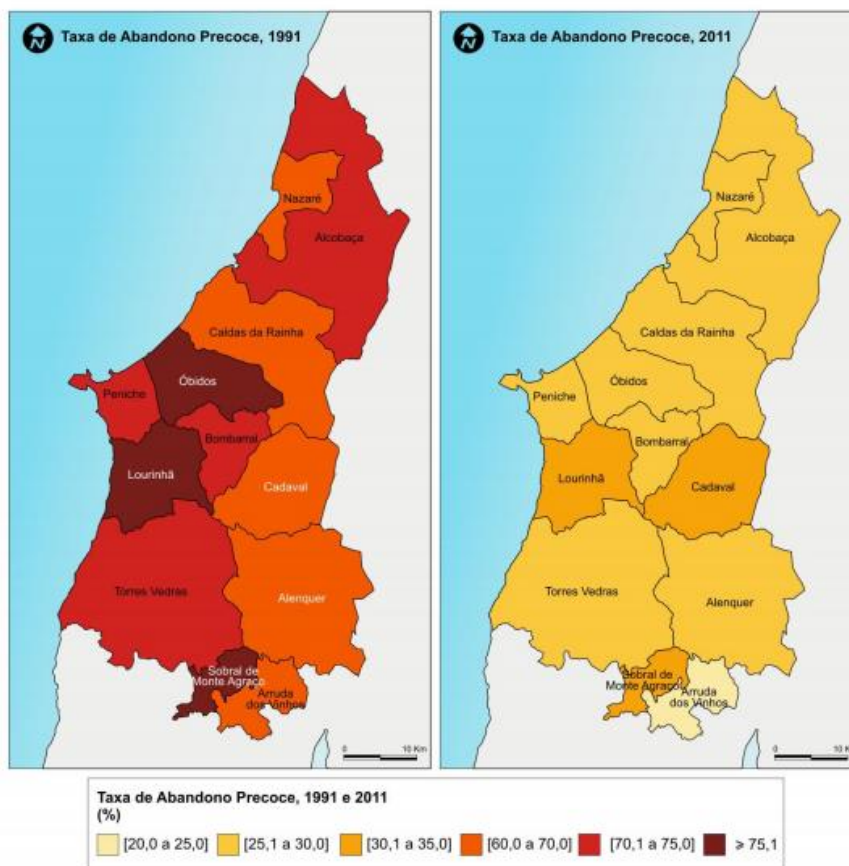 N Taxa de Abandono Precoce, 1991
Nazaré
Alcobaça
Caldas da Rainha
Óbidos
Peniche
Bombarral
Lourinhã
Cadaval
Torres Vedras
Alenquer
Sobral de
Monte Agraço
Arruda
dos Vinhos
0 10 Km
N Taxa de Abandono Precoce, 2011
Nazaré
Alcobaça
Caldas da Rainha
Óbidos
Peniche
Bombarral
Lourinhã
Cadaval
Torres Vedras
Alenquer
Sobral de
Monte Agraço
Arruda
dos Vinhos
0 10 Km
Taxa de Abandono Precoce, 1991 e 2011
(%)
[20,0 a 25,0] [25,1 a 30,0] [30,1 a 35,0] [60,0 a 70,0] [70,1 a 75,0] ⩾ 75,1